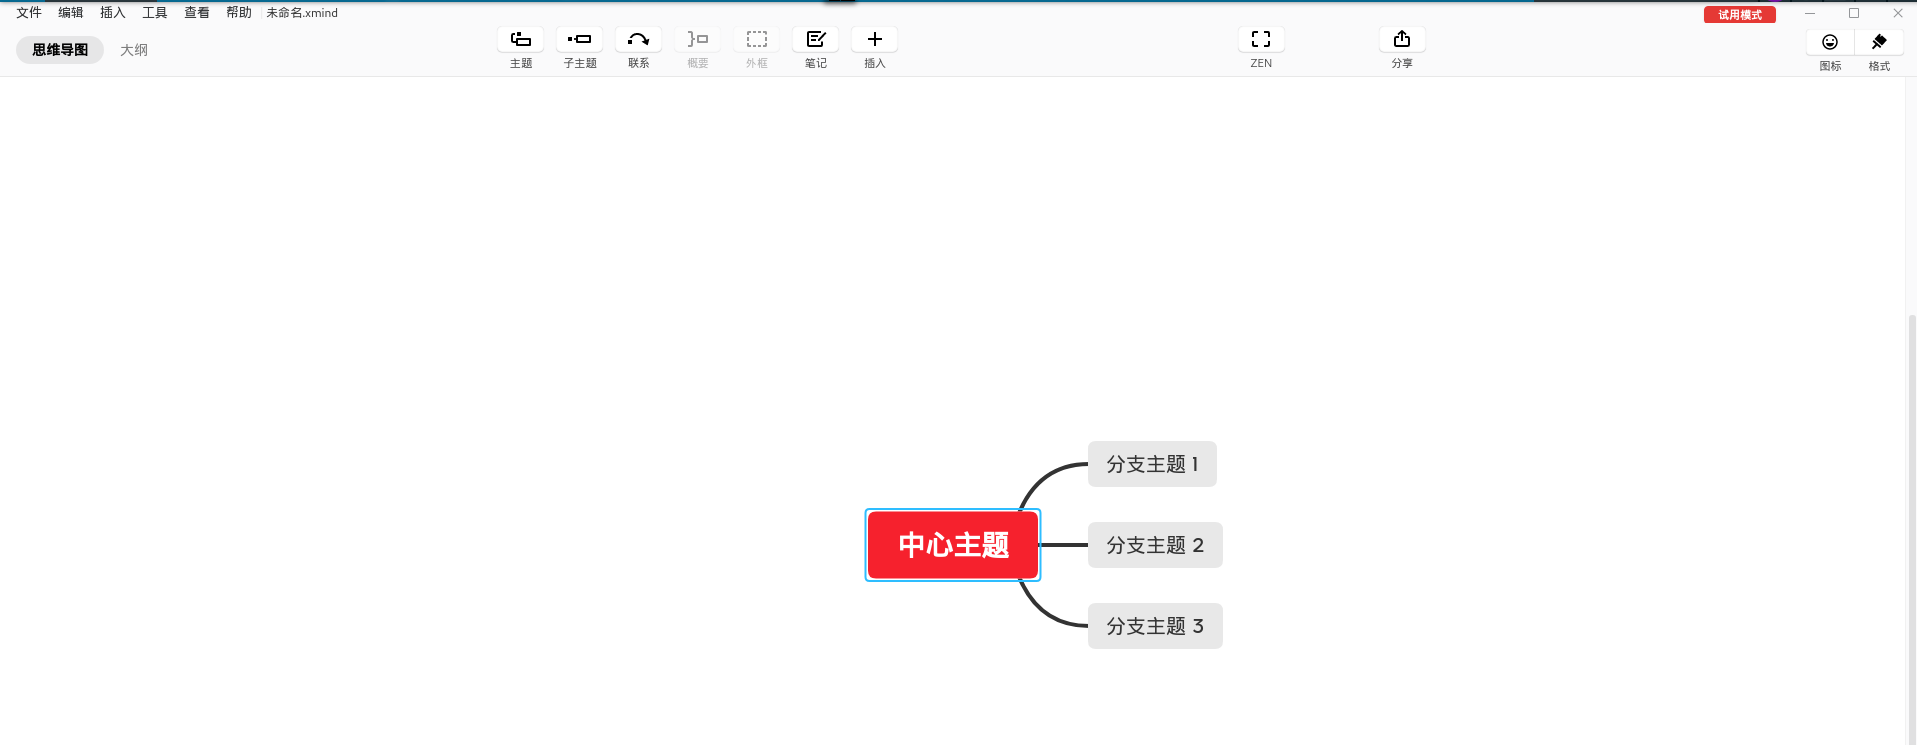 文件 编辑 插入 工具 查看 帮助 未命名.xmind
试用模式
思维导图 大纲
主题 子主题 联系 概要 外框 笔记 插入 ZEN 分享 图标 格式
分支主题 1
中心主题
分支主题 2
分支主题 3